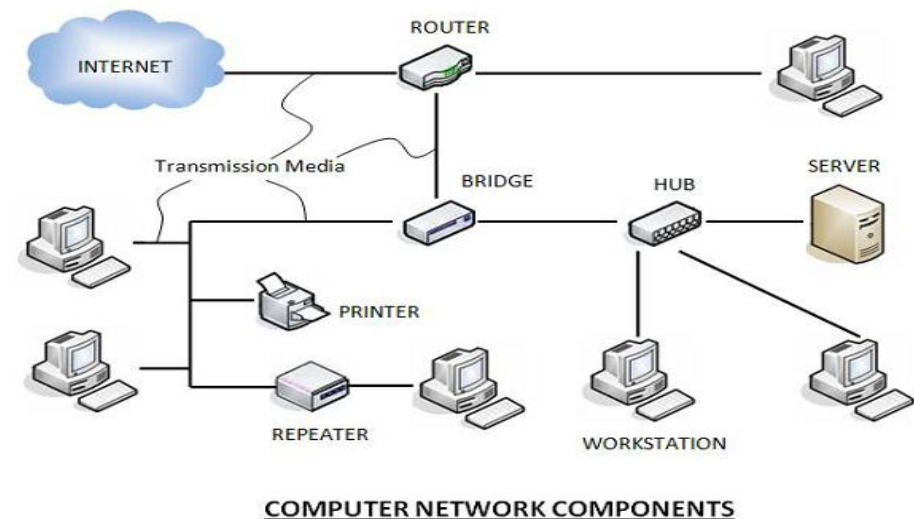 ROUTER
INTERNET
Transmission Media
BRIDGE
HUB
SERVER
PRINTER
REPEATER
WORKSTATION
COMPUTER NETWORK COMPONENTS